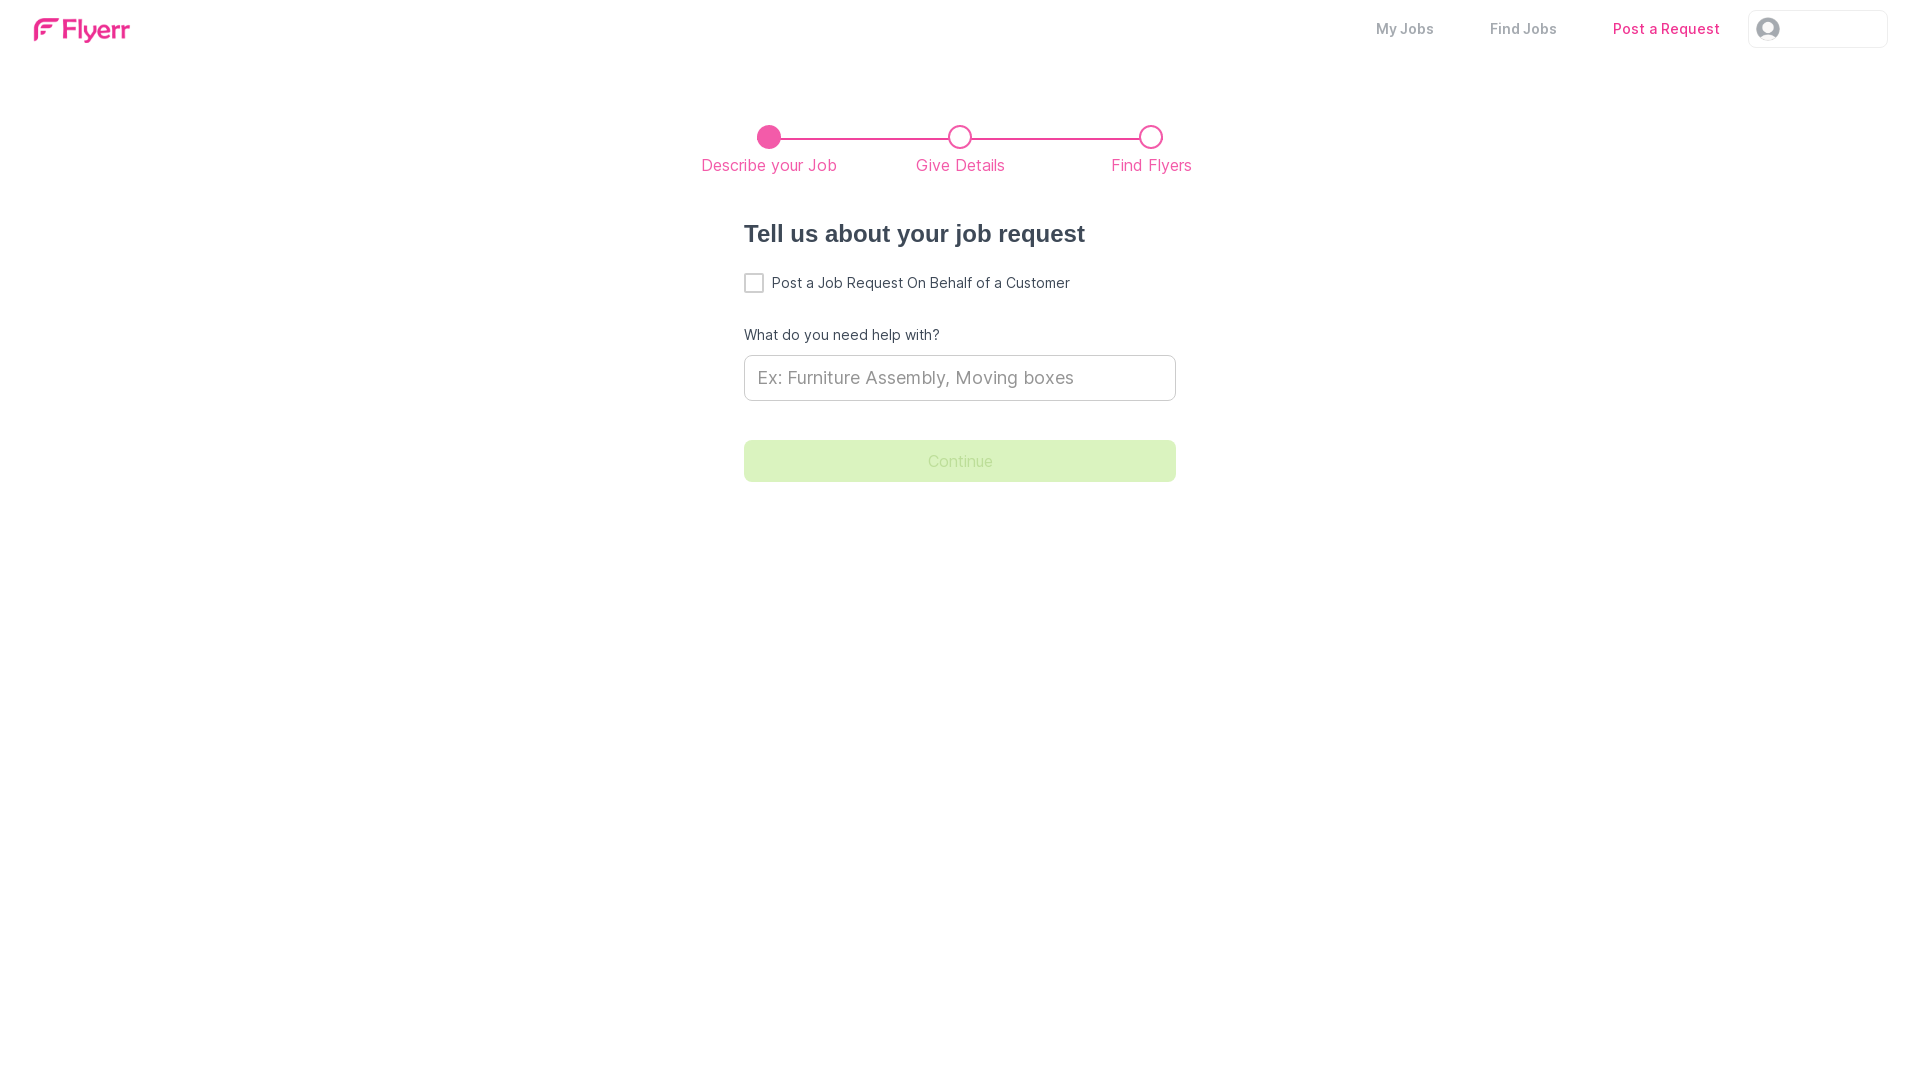 Flyerr
My Jobs
Find Jobs
Post a Request
Describe your Job
Give Details
Find Flyers
Tell us about your job request
Post a Job Request On Behalf of a Customer
What do you need help with?
Ex: Furniture Assembly, Moving boxes
Continue